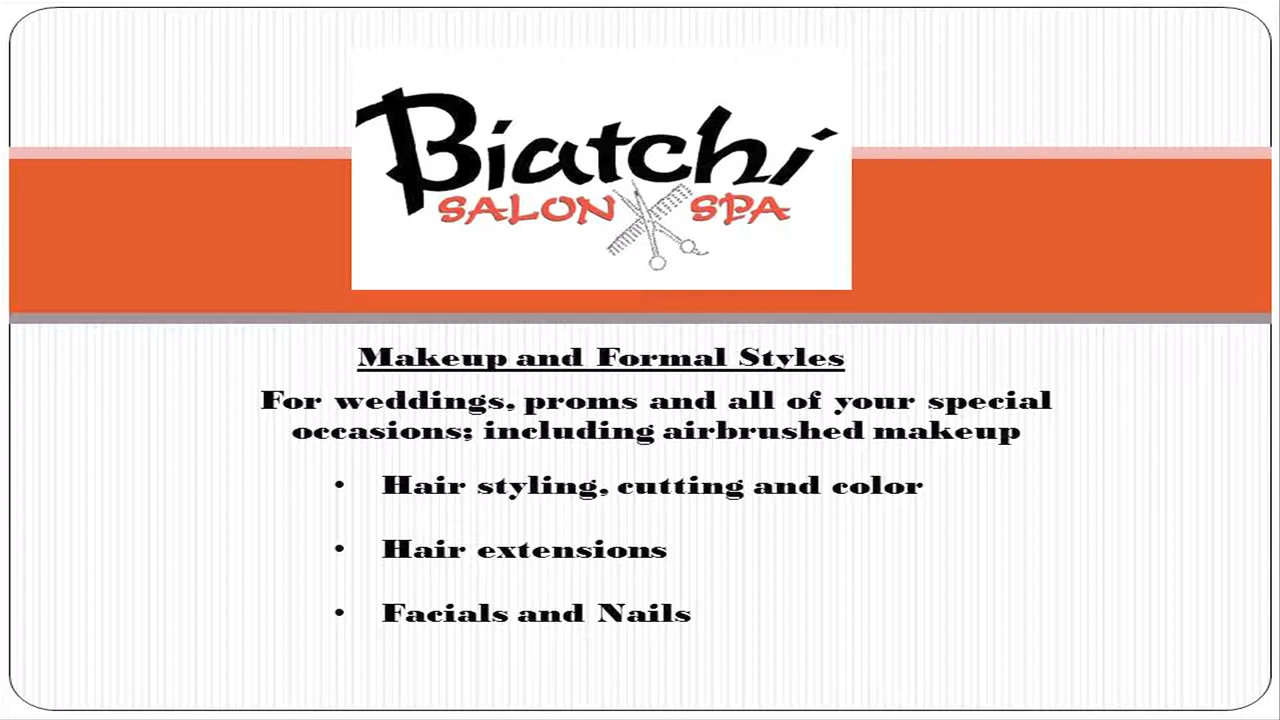 Biatchi
SALON SPA
Makeup and Formal Styles
For weddings, proms and all of your special
occasions; including airbrushed makeup
• Hair styling, cutting and color
• Hair extensions
• Facials and Nails